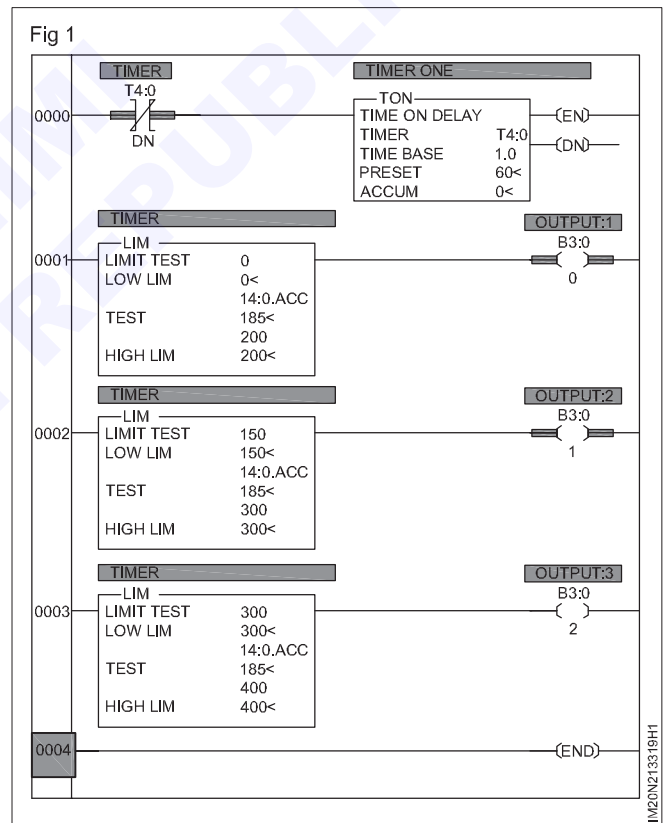 Fig 1
TIMER
TIMER ONE
T4:0
TON
0000
TIME ON DELAY
(EN)
DN
TIMER T4:0
(DN)
TIME BASE 1.0
PRESET 60<
ACCUM 0<
TIMER
OUTPUT:1
LIM
B3:0
0001
LIMIT TEST 0
LOW LIM 0<
0
14:0.ACC
TEST 185<
200
HIGH LIM 200<
TIMER
OUTPUT:2
LIM
B3:0
0002
LIMIT TEST 150
LOW LIM 150<
1
14:0.ACC
TEST 185<
300
HIGH LIM 300<
TIMER
OUTPUT:3
LIM
B3:0
0003
LIMIT TEST 300
LOW LIM 300<
2
14:0.ACC
TEST 185<
400
HIGH LIM 400<
0004
(END)
IM20N213319H1